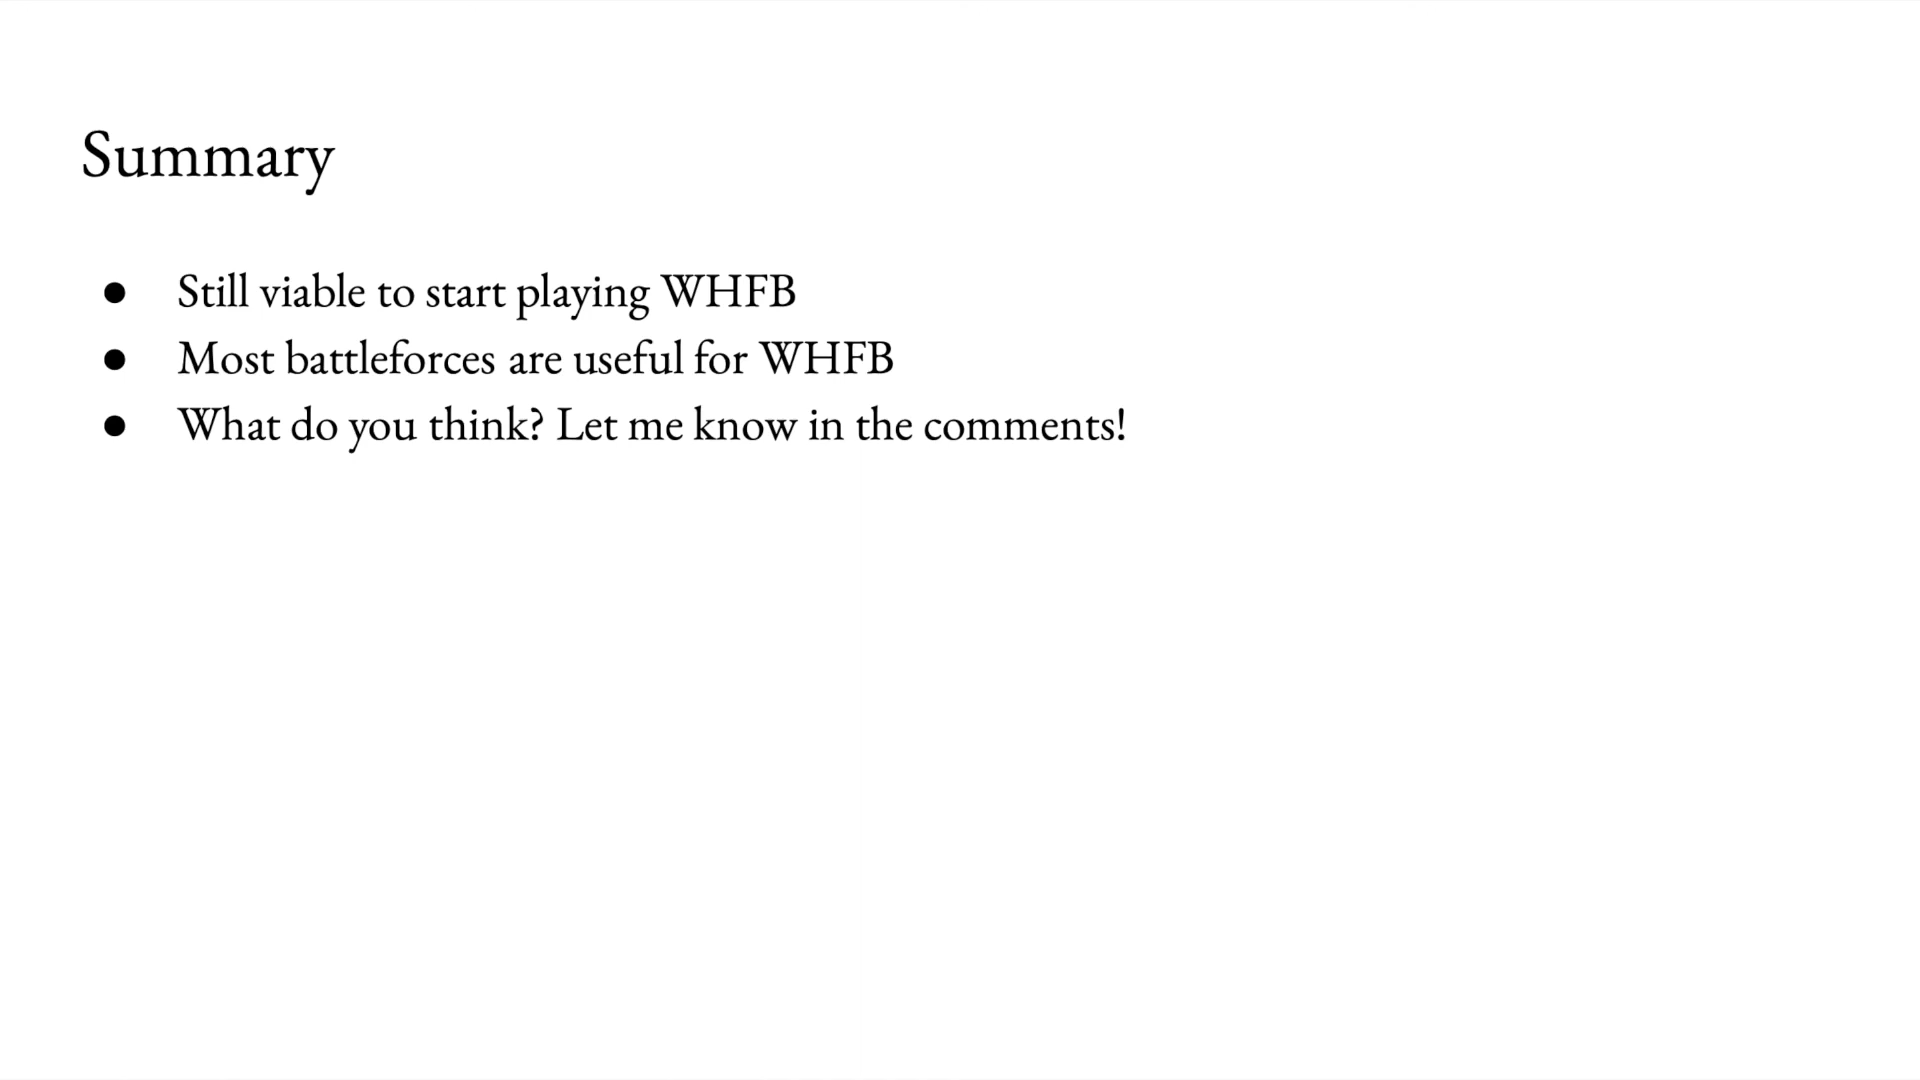 Summary
● Still viable to start playing WHFB
● Most battleforces are useful for WHFB
● What do you think? Let me know in the comments!